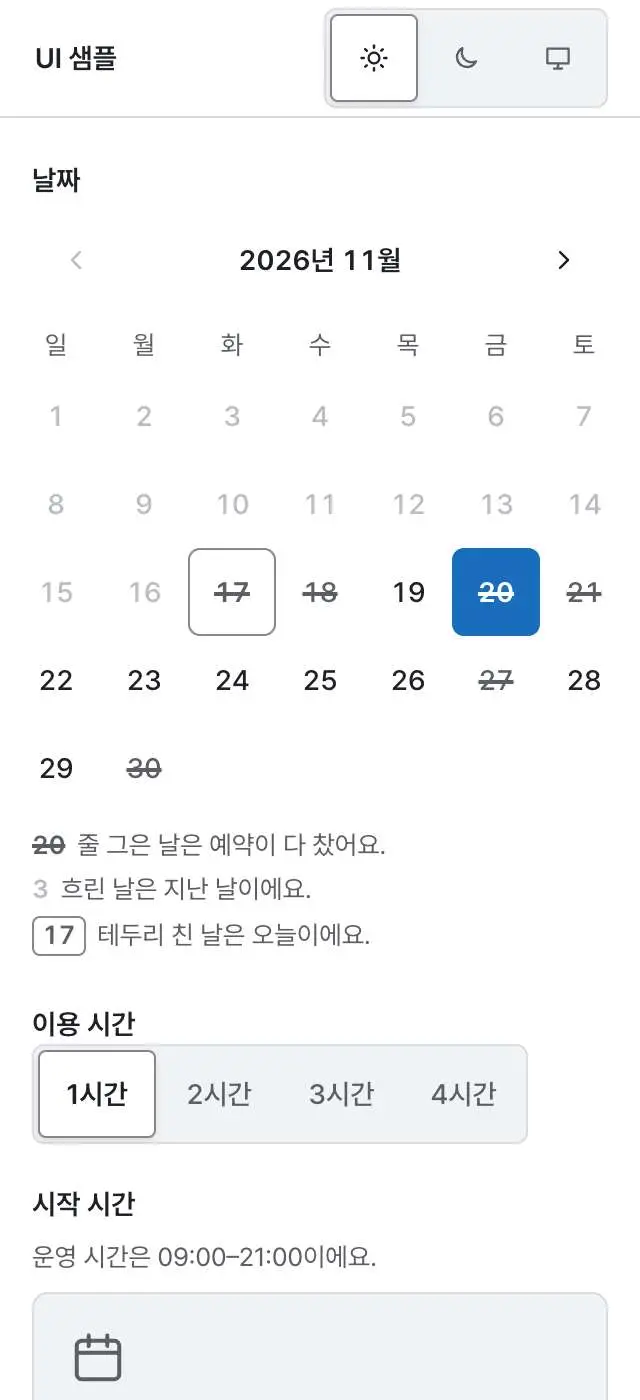 UI 샘플
날짜
2026년 11월
일 월 화 수 목 금 토
1 2 3 4 5 6 7
8 9 10 11 12 13 14
15 16 17 18 19 20 21
22 23 24 25 26 27 28
29 30
20 줄 그은 날은 예약이 다 찼어요.
3 흐린 날은 지난 날이에요.
17 테두리 친 날은 오늘이에요.
이용 시간
1시간 2시간 3시간 4시간
시작 시간
운영 시간은 09:00–21:00이에요.